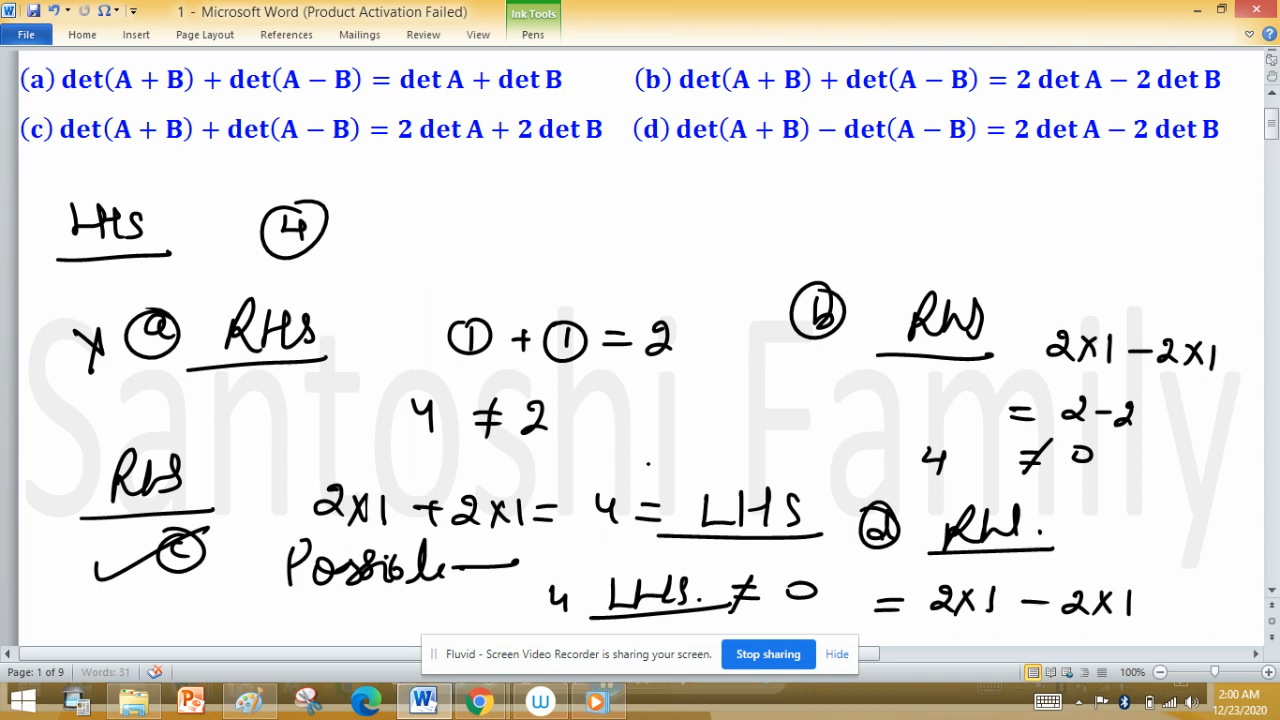 1 - Microsoft Word (Product Activation Failed)
Ink Tools
File Home Insert Page Layout References Mailings Review View Pens
(a) det(A + B) + det(A − B) = det A + det B
(b) det(A + B) + det(A − B) = 2 det A − 2 det B
(c) det(A + B) + det(A − B) = 2 det A + 2 det B
(d) det(A + B) − det(A − B) = 2 det A − 2 det B
LHS 4
a RHS 1 + 1 = 2
4 ≠ 2
b RHS
2×1 − 2×1
= 2 − 2
4 ≠ 0
RHS
c
2×1 + 2×1 = 4 = LHS
Possible
d RHS.
4 LHS. ≠ 0 = 2×1 − 2×1
Santoshi Family
Fluvid - Screen Video Recorder is sharing your screen. Stop sharing Hide
Page: 1 of 9 Words: 31 100%
2:00 AM
12/23/2020